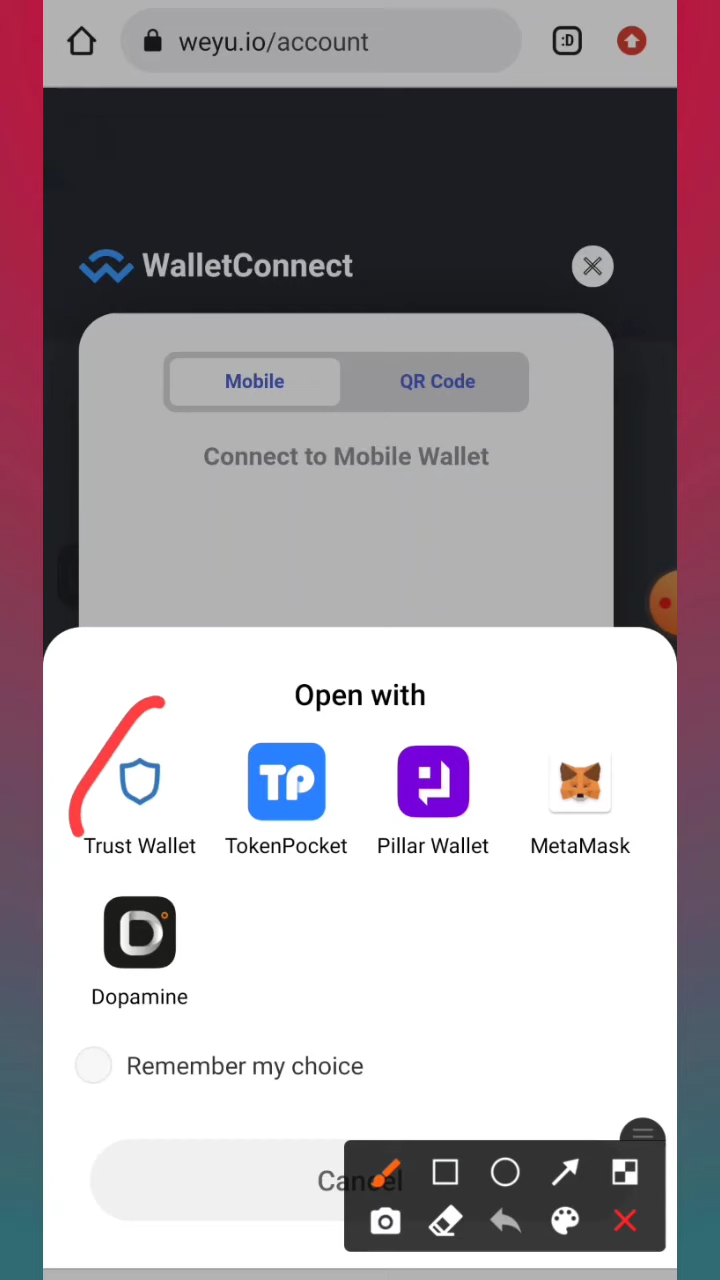 :D
weyu.io/account
WalletConnect
Mobile
QR Code
Connect to Mobile Wallet
Open with
TP
Trust Wallet
TokenPocket
Pillar Wallet
MetaMask
D
Dopamine
Remember my choice
Cancel